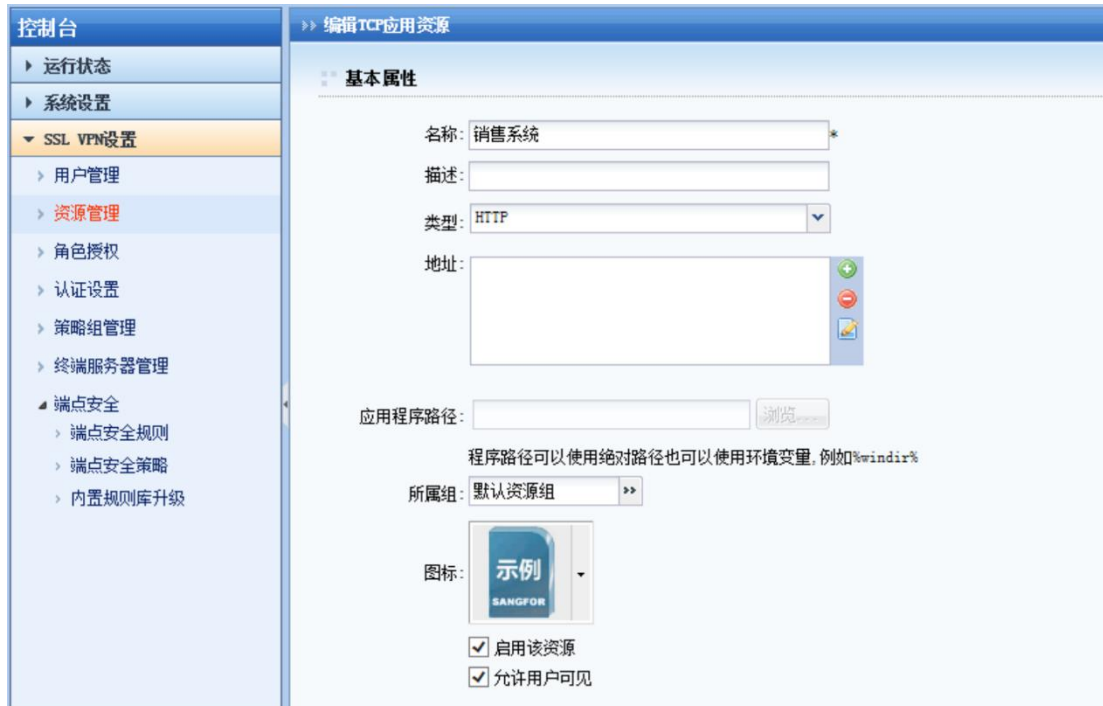 控制台
运行状态
系统设置
SSL VPN设置
用户管理
资源管理
角色授权
认证设置
策略组管理
终端服务器管理
端点安全
端点安全规则
端点安全策略
内置规则库升级
编辑TCP应用资源
基本属性
名称: 销售系统 *
描述:
类型: HTTP
地址:
应用程序路径: 浏览...
程序路径可以使用绝对路径也可以使用环境变量,例如%windir%
所属组: 默认资源组
图标: 示例
SANGFOR
启用该资源
允许用户可见